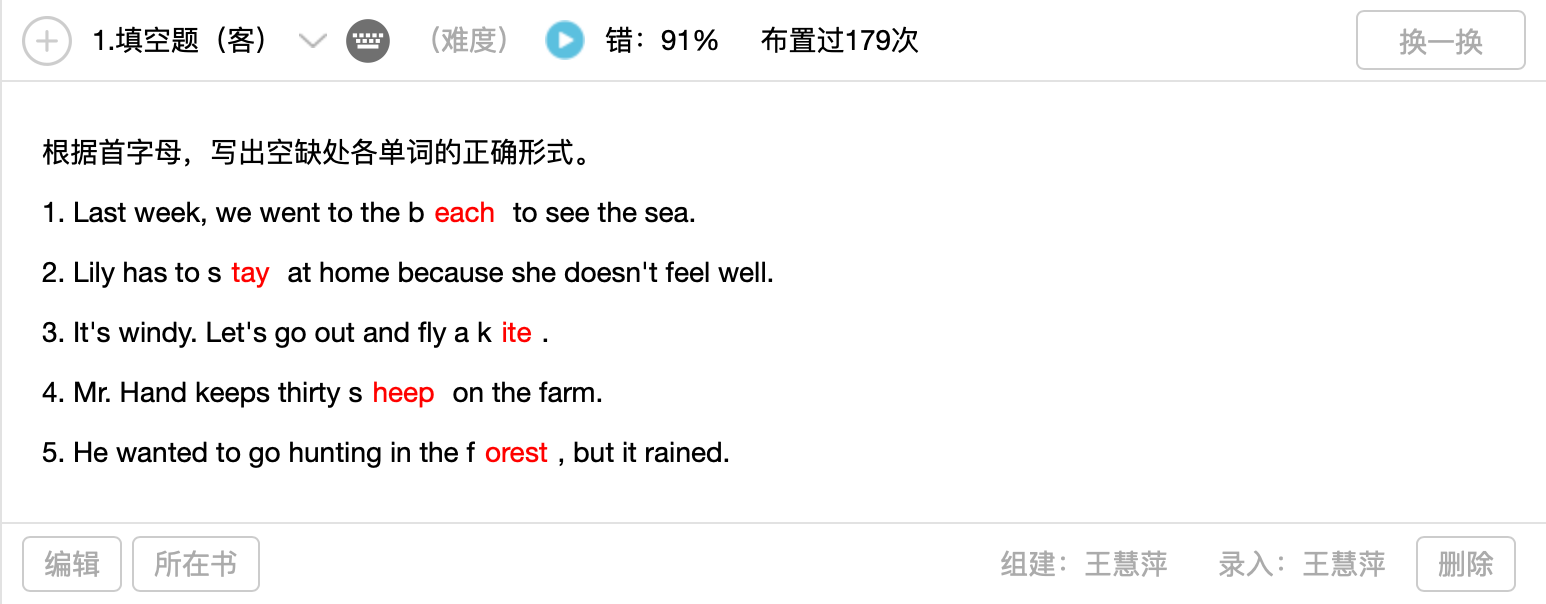 1.填空题（客） （难度） 错：91% 布置过179次 换一换
根据首字母，写出空缺处各单词的正确形式。
1. Last week, we went to the b each to see the sea.
2. Lily has to s tay at home because she doesn't feel well.
3. It's windy. Let's go out and fly a k ite .
4. Mr. Hand keeps thirty s heep on the farm.
5. He wanted to go hunting in the f orest , but it rained.
编辑 所在书 组建：王慧萍 录入：王慧萍 删除